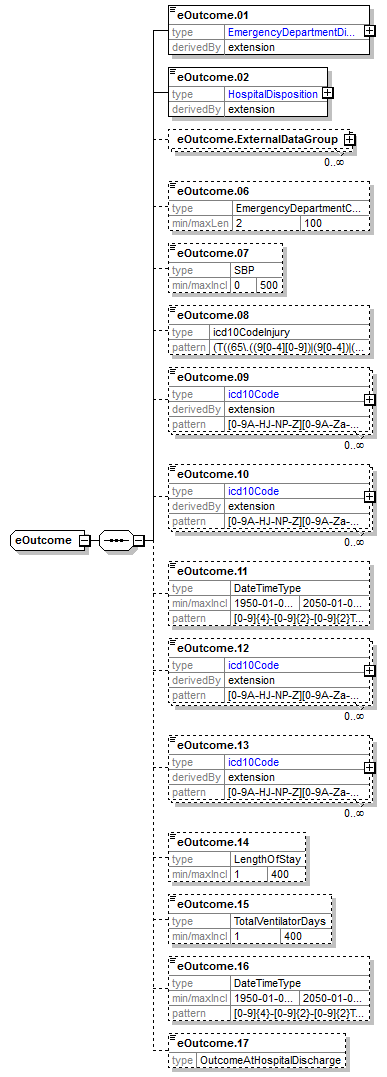 eOutcome.01
type EmergencyDepartmentDi...
derivedBy extension
eOutcome.02
type HospitalDisposition
derivedBy extension
eOutcome.ExternalDataGroup
0..∞
eOutcome.06
type EmergencyDepartmentC...
min/maxLen 2 100
eOutcome.07
type SBP
min/maxIncl 0 500
eOutcome.08
type icd10CodeInjury
pattern (T((65\.((9[0-4][0-9])|(9[0-4])|(...
eOutcome.09
type icd10Code
derivedBy extension
pattern [0-9A-HJ-NP-Z][0-9A-Za-...
0..∞
eOutcome.10
type icd10Code
derivedBy extension
pattern [0-9A-HJ-NP-Z][0-9A-Za-...
0..∞
eOutcome
eOutcome.11
type DateTimeType
min/maxIncl 1950-01-0... 2050-01-0...
pattern [0-9]{4}-[0-9]{2}-[0-9]{2}T...
eOutcome.12
type icd10Code
derivedBy extension
pattern [0-9A-HJ-NP-Z][0-9A-Za-...
0..∞
eOutcome.13
type icd10Code
derivedBy extension
pattern [0-9A-HJ-NP-Z][0-9A-Za-...
0..∞
eOutcome.14
type LengthOfStay
min/maxIncl 1 400
eOutcome.15
type TotalVentilatorDays
min/maxIncl 1 400
eOutcome.16
type DateTimeType
min/maxIncl 1950-01-0... 2050-01-0...
pattern [0-9]{4}-[0-9]{2}-[0-9]{2}T...
eOutcome.17
type OutcomeAtHospitalDischarge